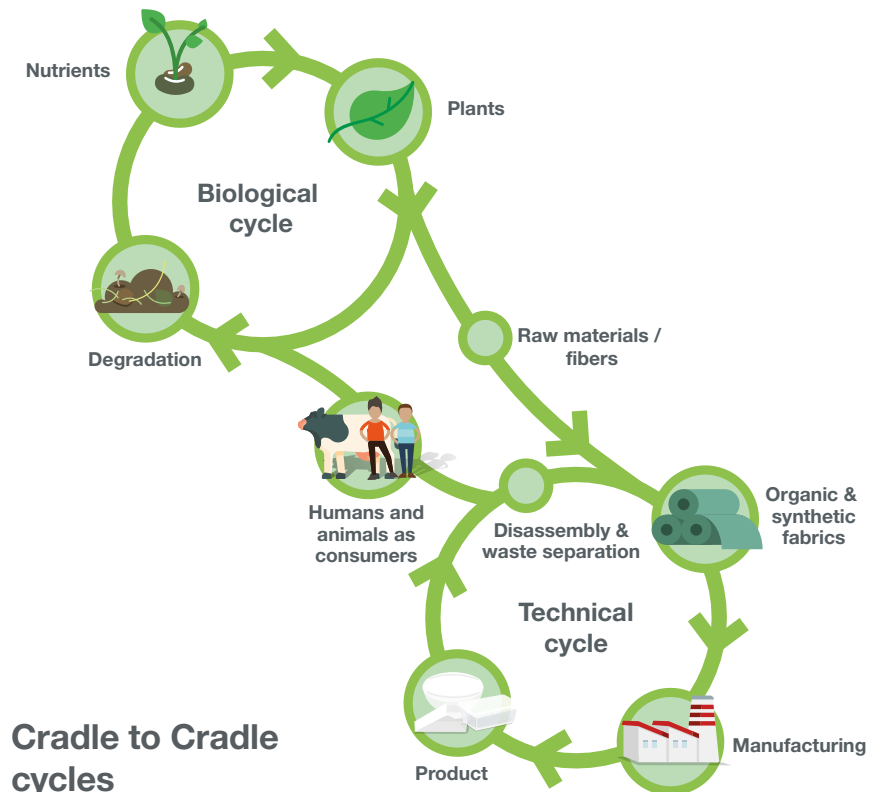 Nutrients
Plants
Biological
cycle
Raw materials /
fibers
Degradation
Humans and
animals as
consumers
Disassembly &
waste separation
Organic &
synthetic
fabrics
Technical
cycle
Manufacturing
Product
Cradle to Cradle
cycles